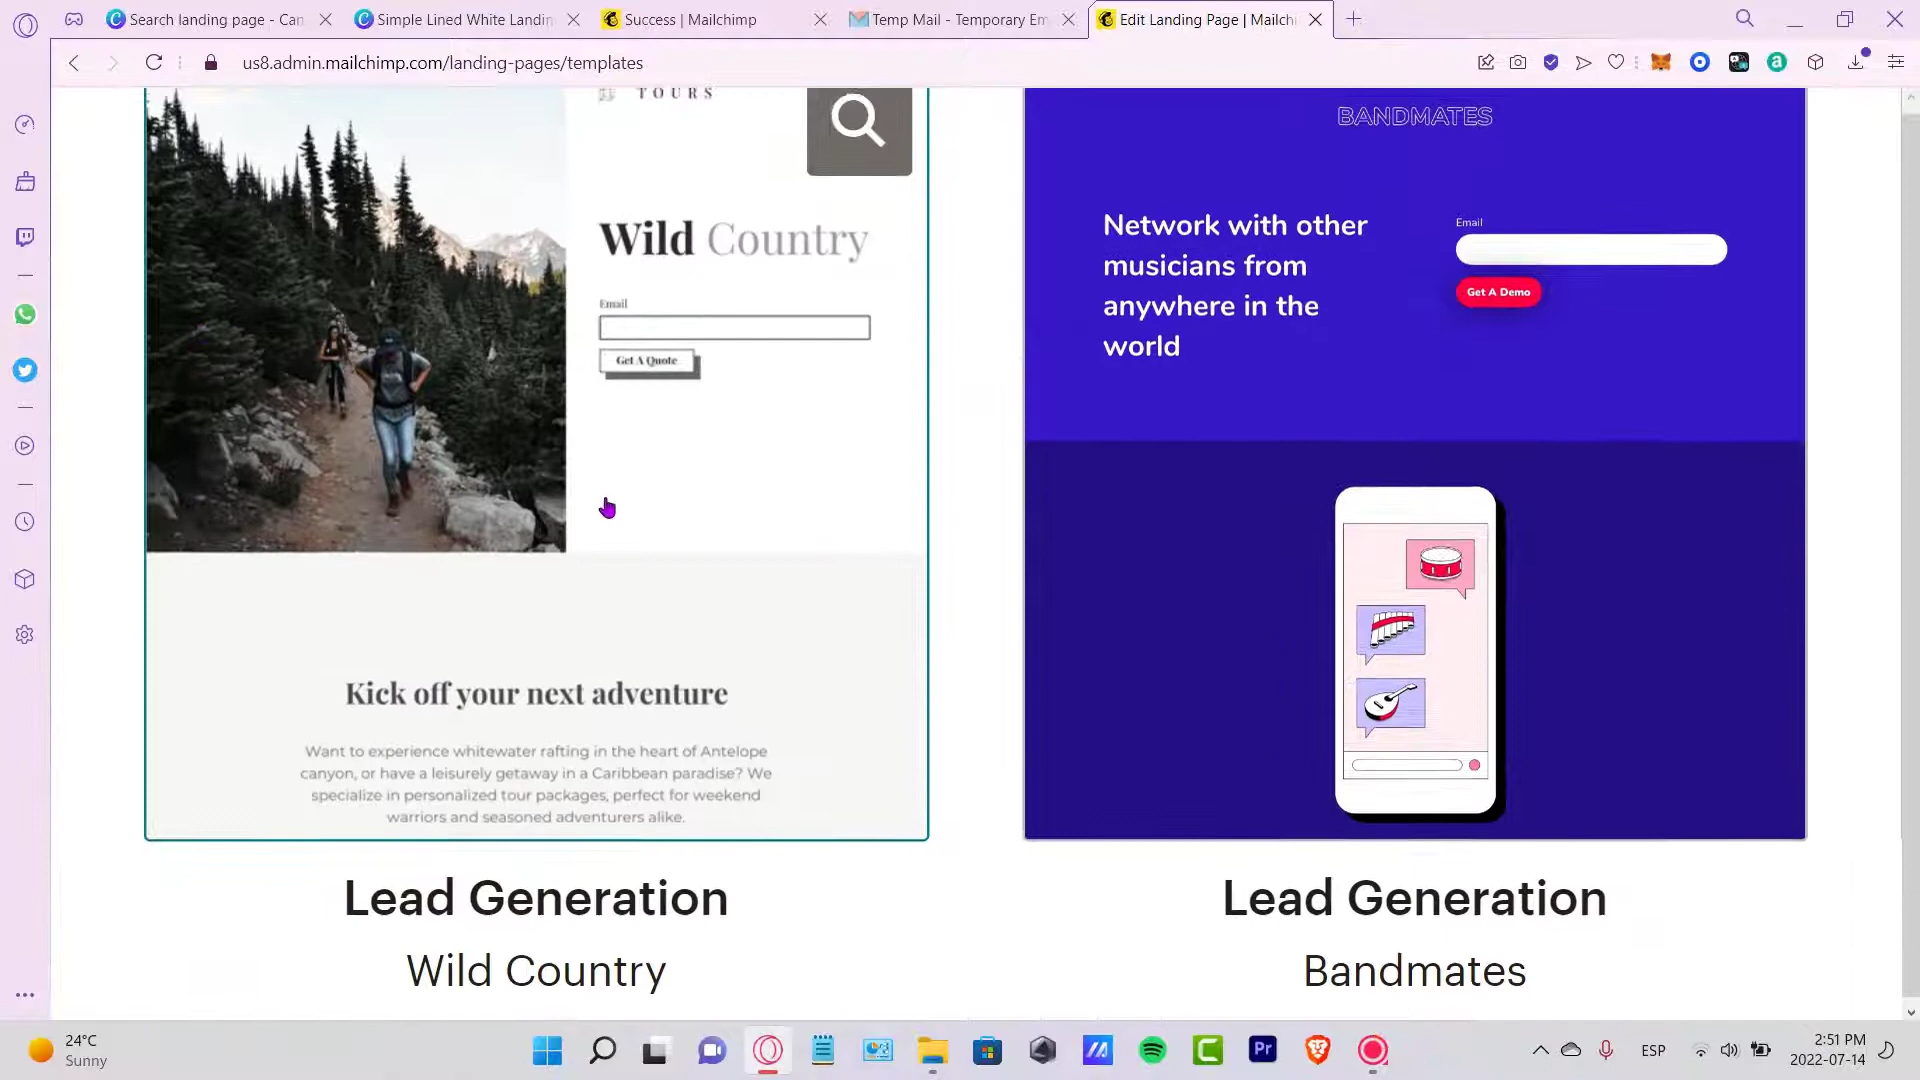 Search landing page - Can
Simple Lined White Landin
Success | Mailchimp
Temp Mail - Temporary Em
Edit Landing Page | Mailchi
us8.admin.mailchimp.com/landing-pages/templates
TOURS
Wild Country
Email
Get A Quote
Kick off your next adventure
Want to experience whitewater rafting in the heart of Antelope
canyon, or have a leisurely getaway in a Caribbean paradise? We
specialize in personalized tour packages, perfect for weekend
warriors and seasoned adventurers alike.
Lead Generation
Wild Country
BANDMATES
Network with other
musicians from
anywhere in the
world
Email
Get A Demo
Lead Generation
Bandmates
24°C
Sunny
Pr
ESP
2:51 PM
2022-07-14